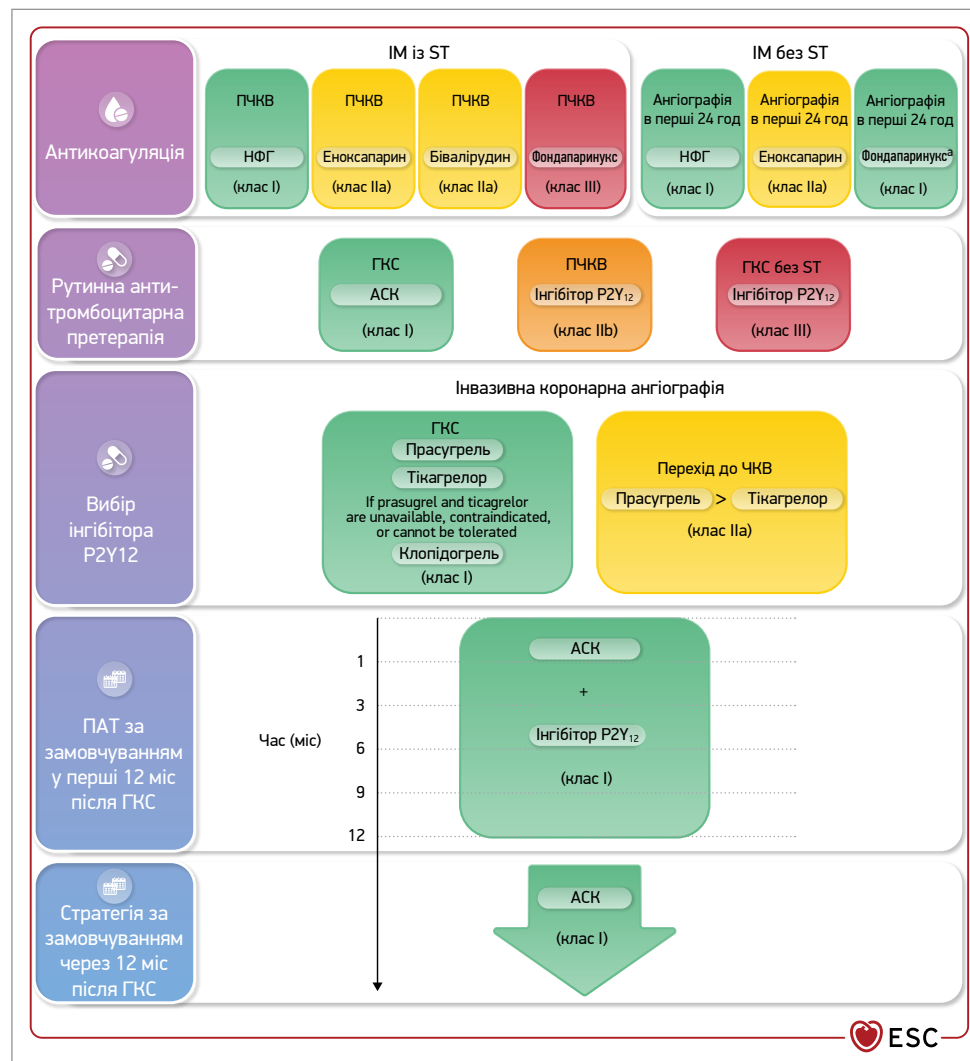 ІМ із ST
ІМ без ST
Антикоагуляція
ПЧКВ
НФГ
(клас I)
ПЧКВ
Еноксапарин
(клас IIa)
ПЧКВ
Бівалірудин
(клас IIa)
ПЧКВ
Фондапаринукс
(клас III)
Ангіографія
в перші 24 год
НФГ
(клас I)
Ангіографія
в перші 24 год
Еноксапарин
(клас IIa)
Ангіографія
в перші 24 год
Фондапаринуксª
(клас I)
Рутинна анти-
тромбоцитарна
претерапія
ГКС
АСК
(клас I)
ПЧКВ
Інгібітор P2Y₁₂
(клас IIb)
ГКС без ST
Інгібітор P2Y₁₂
(клас III)
Вибір
інгібітора
P2Y12
Інвазивна коронарна ангіографія
ГКС
Прасугрель
Тікагрелор
If prasugrel and ticagrelor
are unavailable, contraindicated,
or cannot be tolerated
Клопідогрель
(клас I)
Перехід до ЧКВ
Прасугрель > Тікагрелор
(клас IIa)
ПАТ за
замовчуванням
у перші 12 міс
після ГКС
Час (міс)
1
3
6
9
12
АСК
+
Інгібітор P2Y₁₂
(клас I)
Стратегія за
замовчуванням
через 12 міс
після ГКС
АСК
(клас I)
ESC